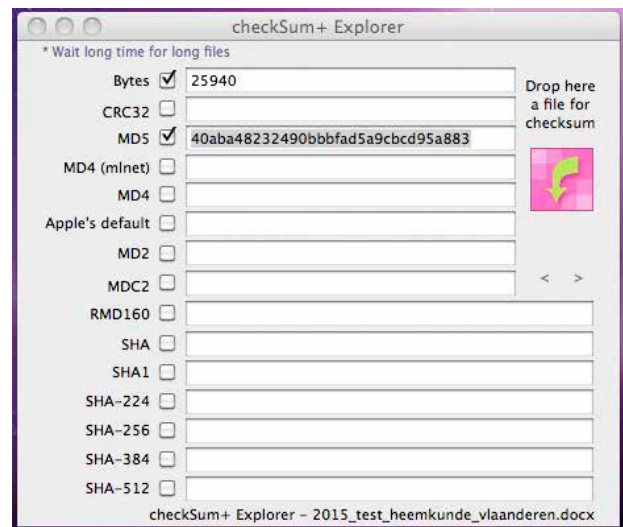 checkSum+ Explorer
* Wait long time for long files
Bytes 25940
CRC32
MD5 40aba48232490bbbfad5a9cbcd95a883
MD4 (mlnet)
MD4
Apple's default
MD2
MDC2
RMD160
SHA
SHA1
SHA-224
SHA-256
SHA-384
SHA-512
Drop here
a file for
checksum
< >
checkSum+ Explorer - 2015_test_heemkunde_vlaanderen.docx